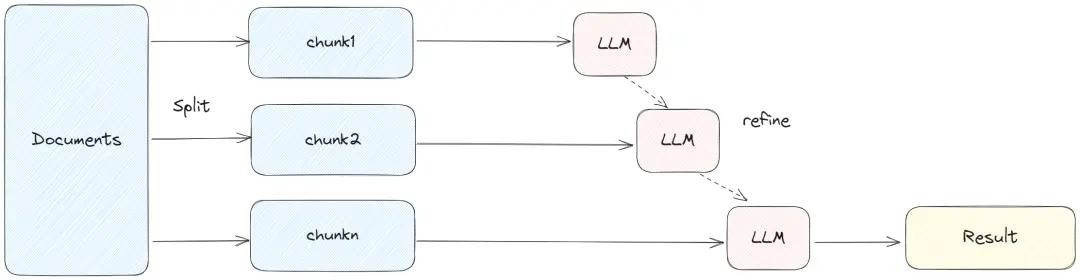 Documents
Split
chunk1
LLM
chunk2
LLM
refine
chunkn
LLM
Result